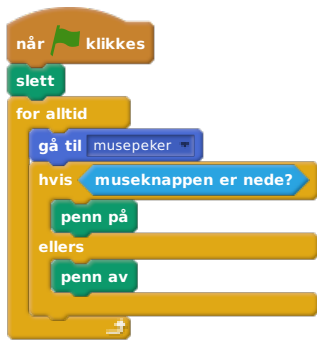 når klikkes
slett
for alltid
gå til musepeker
hvis museknappen er nede?
penn på
ellers
penn av